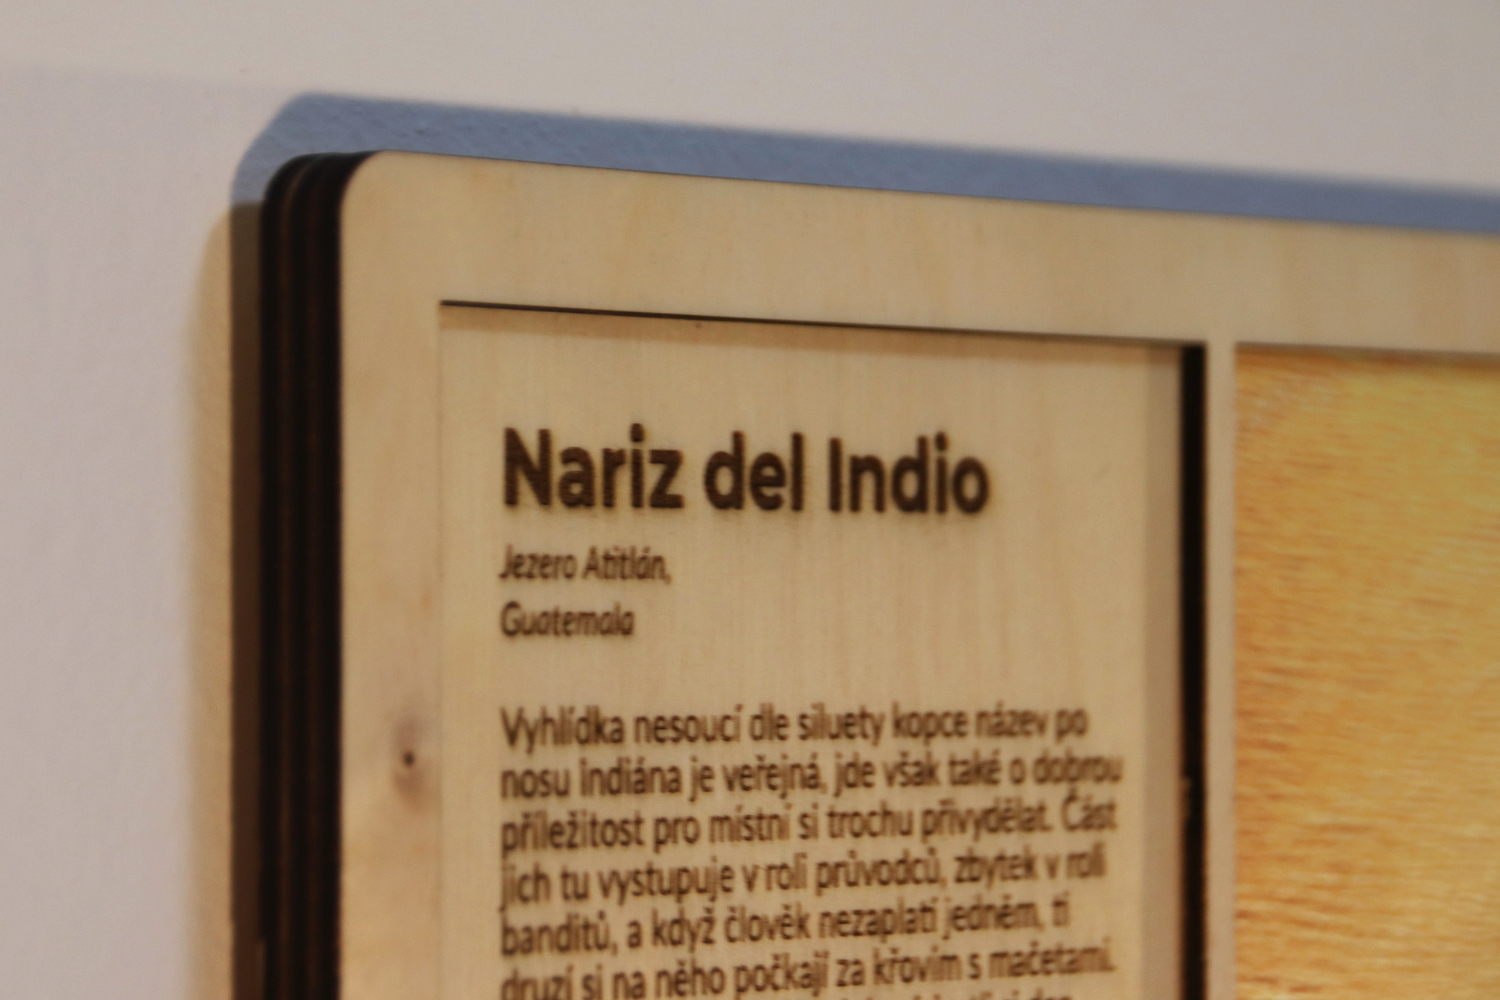 Nariz del Indio
Jezero Atitlán,
Guatemala
Vyhlídka nesoucí dle siluety kopce název po
nosu indiána je veřejná, jde však také o dobrou
příležitost pro místní si trochu přivydělat. Část
jich tu vystupuje v roli průvodců, zbytek v roli
banditů, a když člověk nezaplatí jedněm, tí
druzí si na něho počkají za křovím s mačetami.